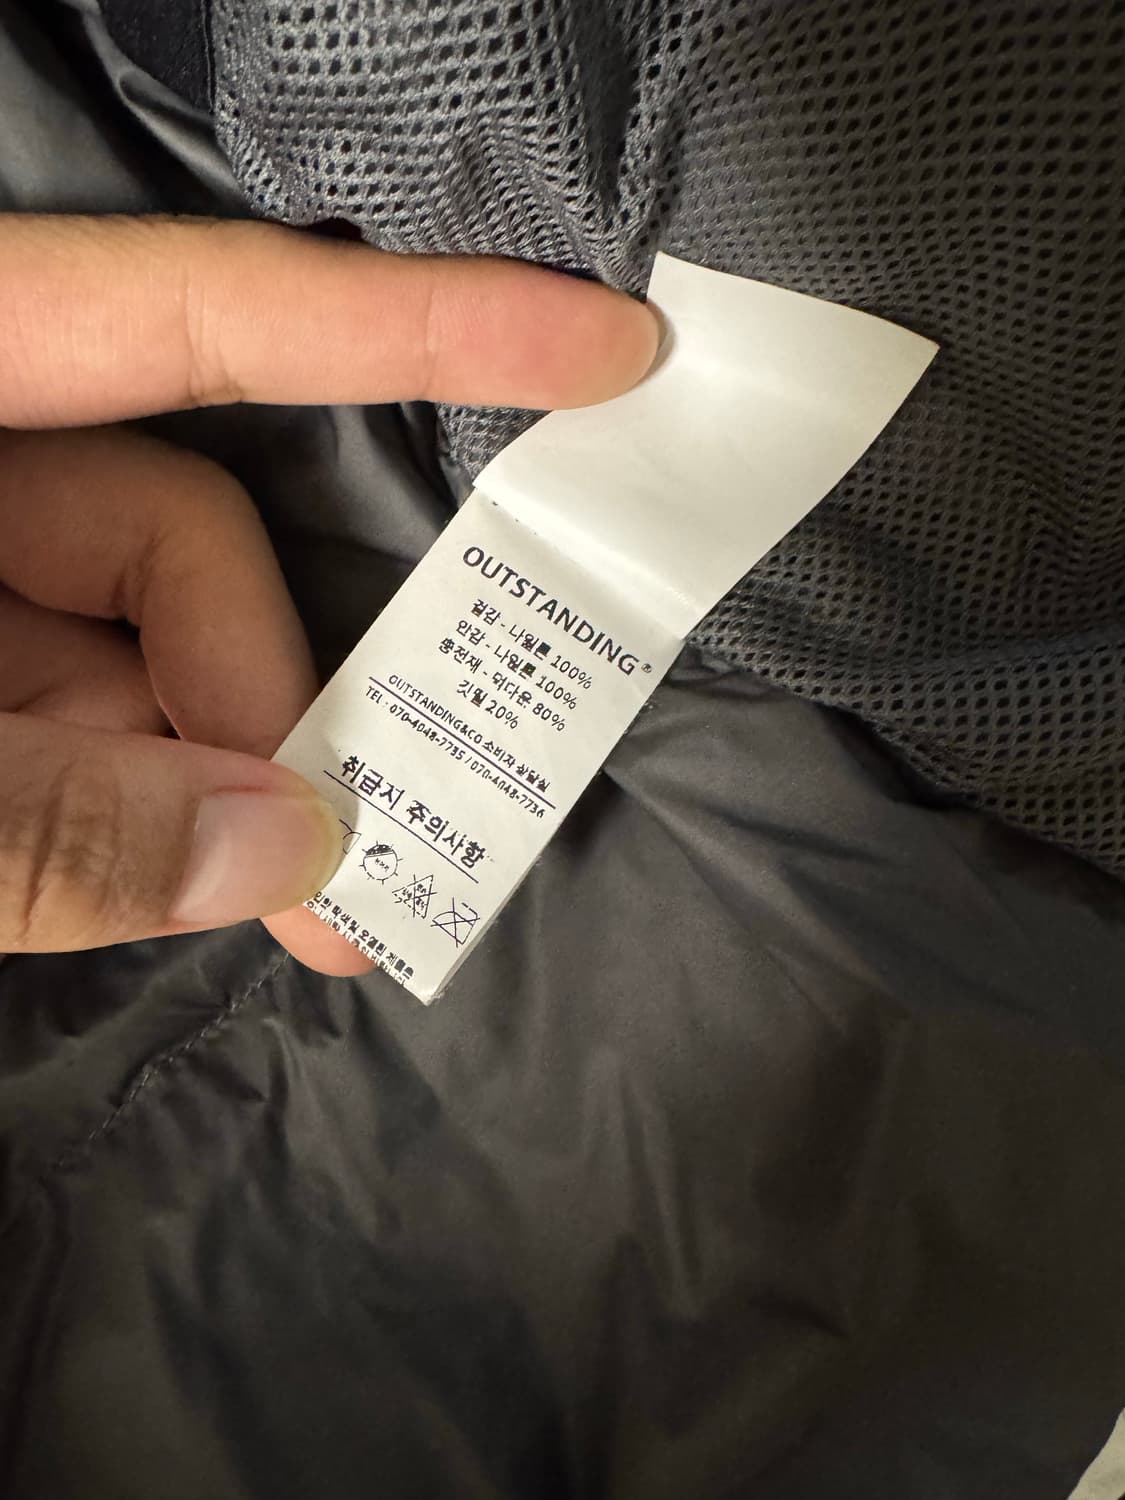 OUTSTANDING®
겉감 - 나일론 100%
안감 - 나일론 100%
충전재 - 덕다운 80%
깃털 20%
OUTSTANDING&CO 소비자 상담실
TEL : 070-4048-7735 / 070-4048-7736
취급지 주의사항